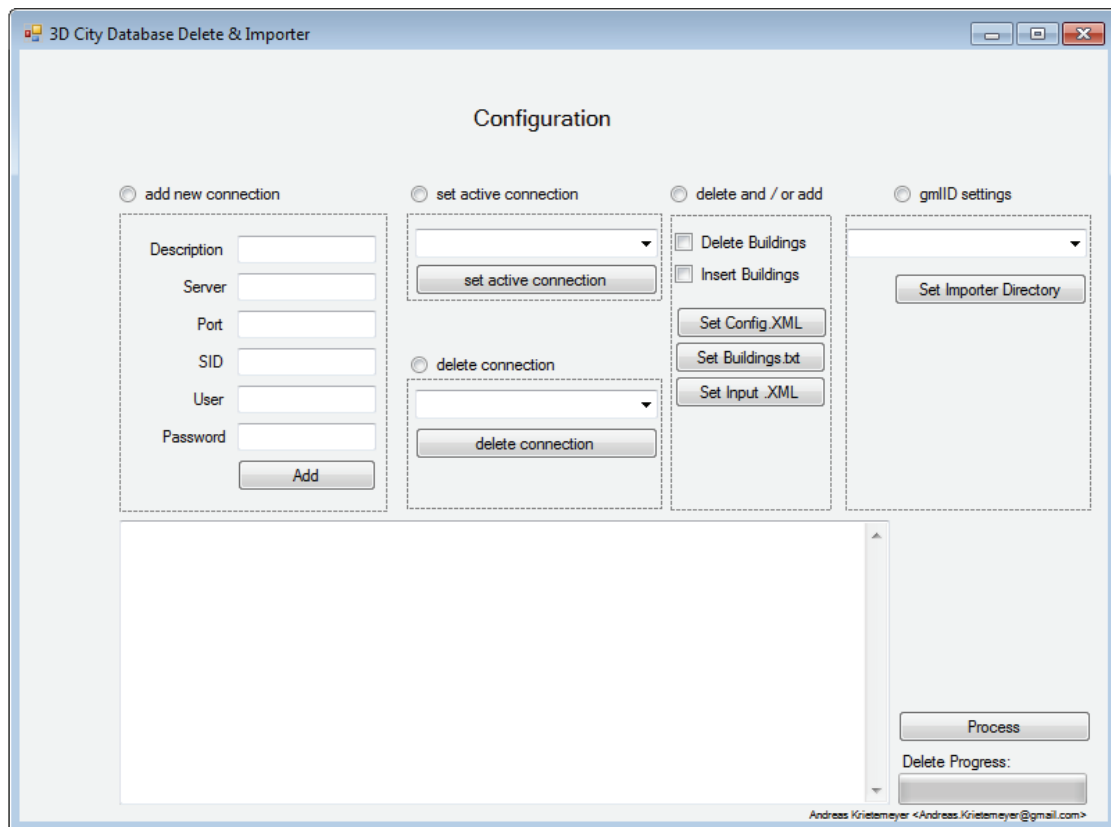 3D City Database Delete & Importer
Configuration
add new connection
set active connection
delete and / or add
gmlID settings
Description
Server
Port
SID
User
Password
Add
set active connection
delete connection
delete connection
Delete Buildings
Insert Buildings
Set Config.XML
Set Buildings.txt
Set Input .XML
Set Importer Directory
Process
Delete Progress:
Andreas Krietemeyer <Andreas.Krietemeyer@gmail.com>